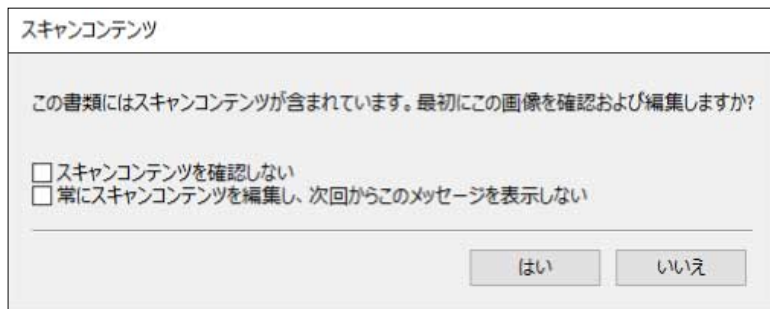 スキャンコンテンツ
この書類にはスキャンコンテンツが含まれています。最初にこの画像を確認および編集しますか?
スキャンコンテンツを確認しない
常にスキャンコンテンツを編集し、次回からこのメッセージを表示しない
はい
いいえ